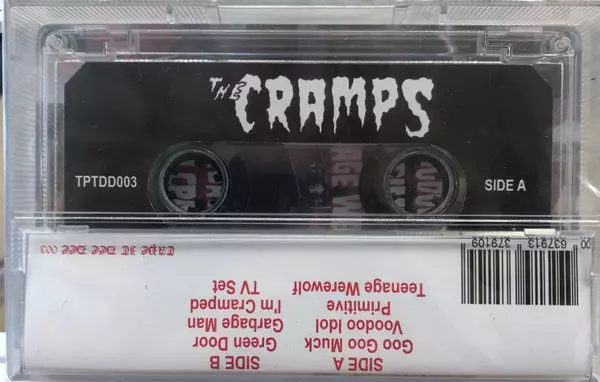 THE CRAMPS
TPTDD003
SIDE A
SIDE A
Goo Goo Muck
Voodoo Idol
Primitive
Teenage Werewolf
SIDE B
Green Door
Garbage Man
I'm Cramped
TV Set
00 637913 379109
Tape Dee Dee 003